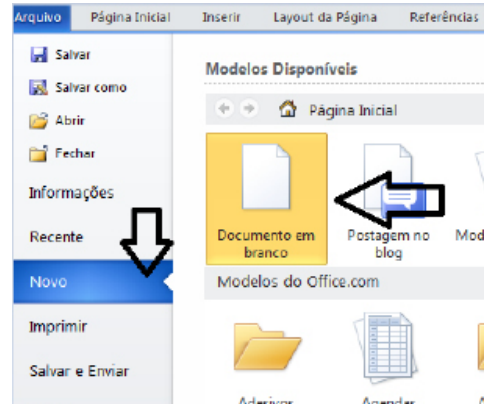 Arquivo Página Inicial Inserir Layout da Página Referências
Salvar
Salvar como
Abrir
Fechar
Informações
Recente
Novo
Imprimir
Salvar e Enviar
Modelos Disponíveis
Página Inicial
Documento em
branco
Postagem no
blog
Mod
Modelos do Office.com